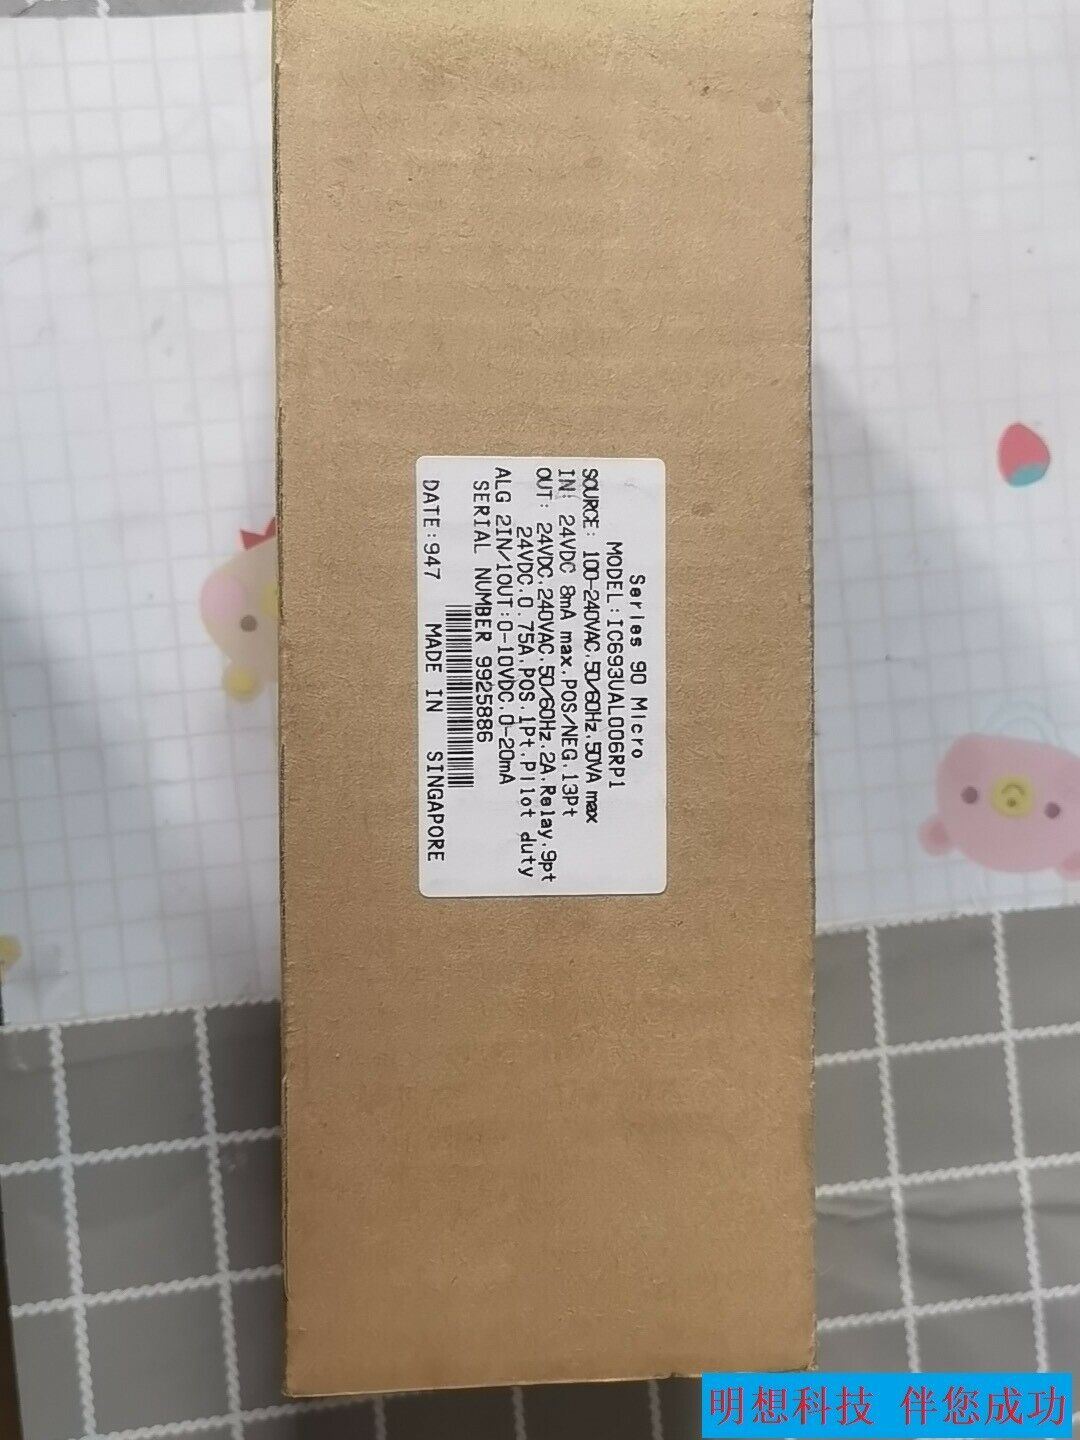 Series 90 Micro
MODEL:IC693UAL006RP1
SOURCE: 100-240VAC.50/60Hz.50VA max
IN: 24VDC 8mA max.POS/NEG.13Pt
OUT: 24VDC.240VAC.50/60Hz.2A.Relay.9pt
24VDC.0.75A.POS.1Pt.Pilot duty
ALG 2IN/1OUT:0-10VDC.0-20mA
SERIAL NUMBER 9925886
DATE:947 MADE IN SINGAPORE
明想科技 伴您成功